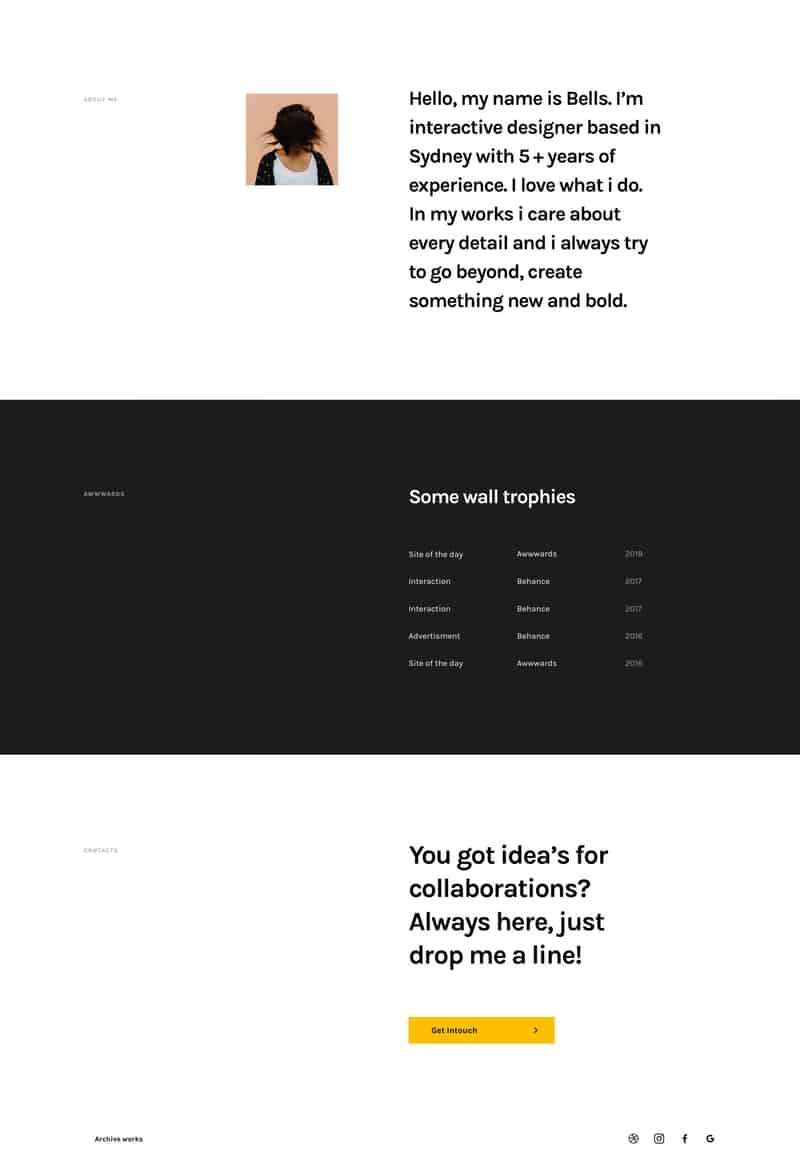 ABOUT ME
Hello, my name is Bells. I’m
interactive designer based in
Sydney with 5 + years of
experience. I love what i do.
In my works i care about
every detail and i always try
to go beyond, create
something new and bold.
AWWWARDS
Some wall trophies
Site of the day Awwwards 2018
Interaction Behance 2017
Interaction Behance 2017
Advertisment Behance 2016
Site of the day Awwwards 2016
CONTACTS
You got idea’s for
collaborations?
Always here, just
drop me a line!
Get Intouch
Archive works